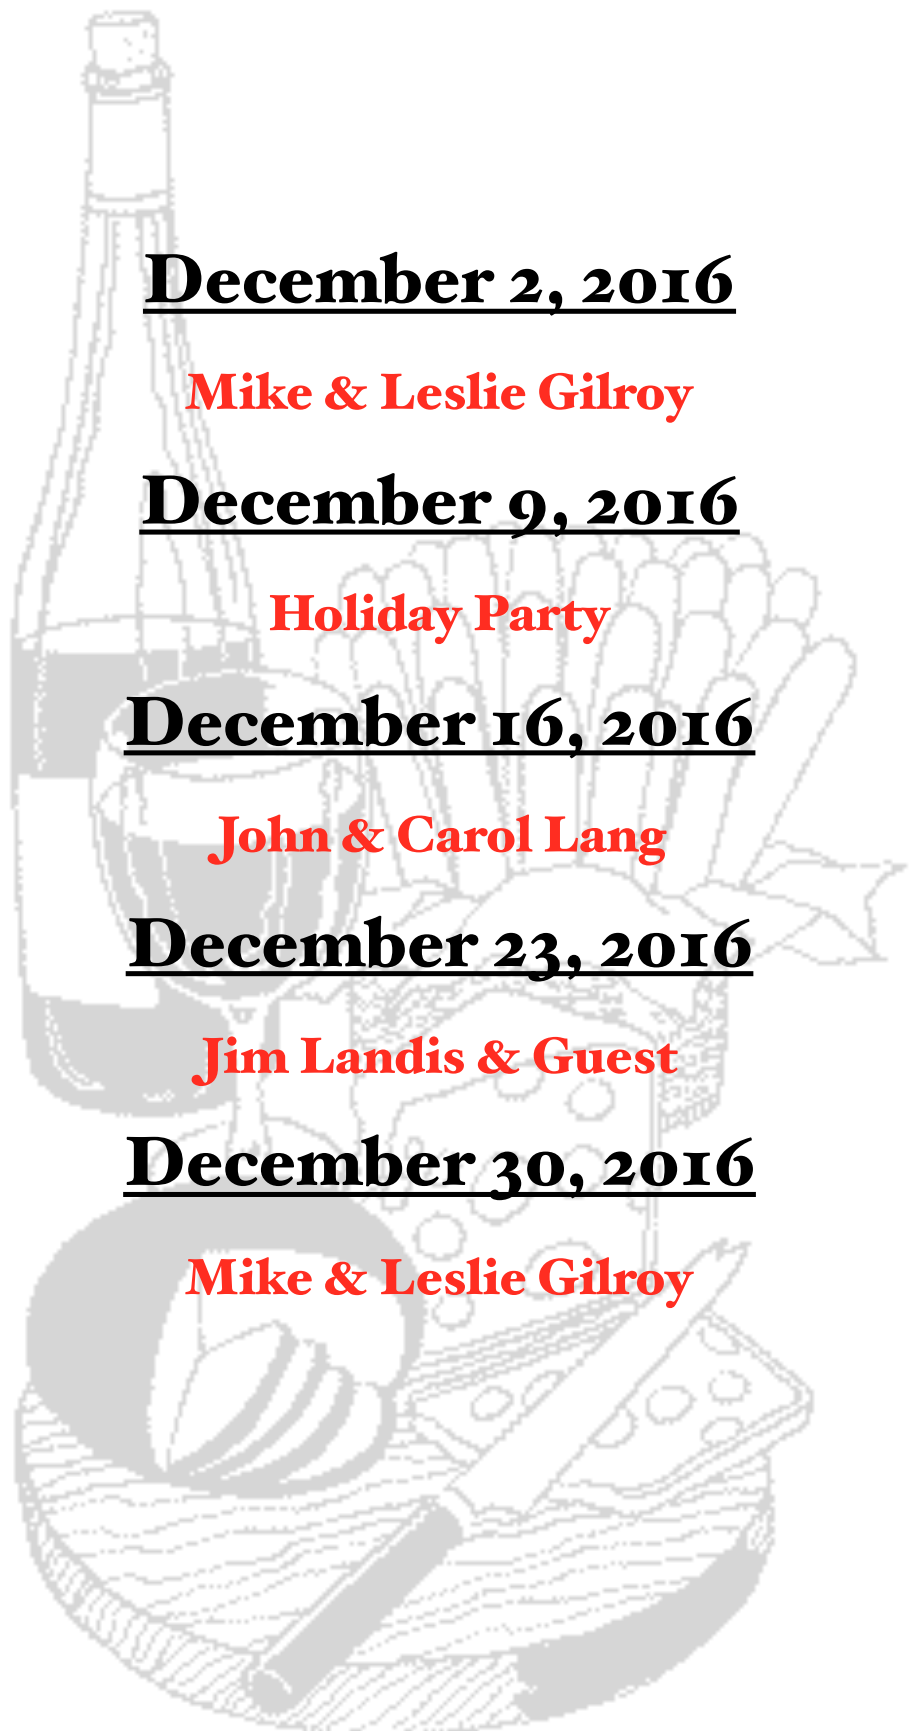 December 2, 2016
Mike & Leslie Gilroy
December 9, 2016
Holiday Party
December 16, 2016
John & Carol Lang
December 23, 2016
Jim Landis & Guest
December 30, 2016
Mike & Leslie Gilroy